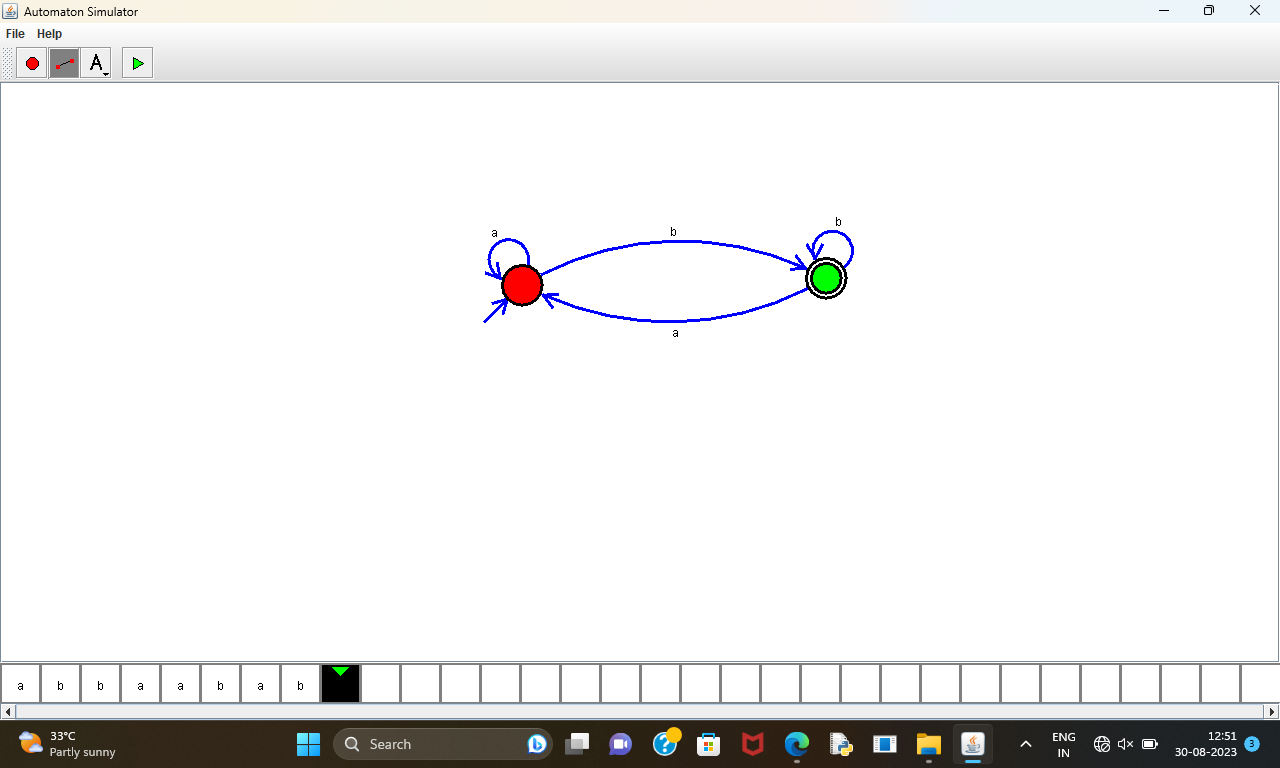 Automaton Simulator
File Help
A
b
a
b
a
a b b a a b a b
33°C
Partly sunny
Search
ENG
IN
12:51
30-08-2023
3